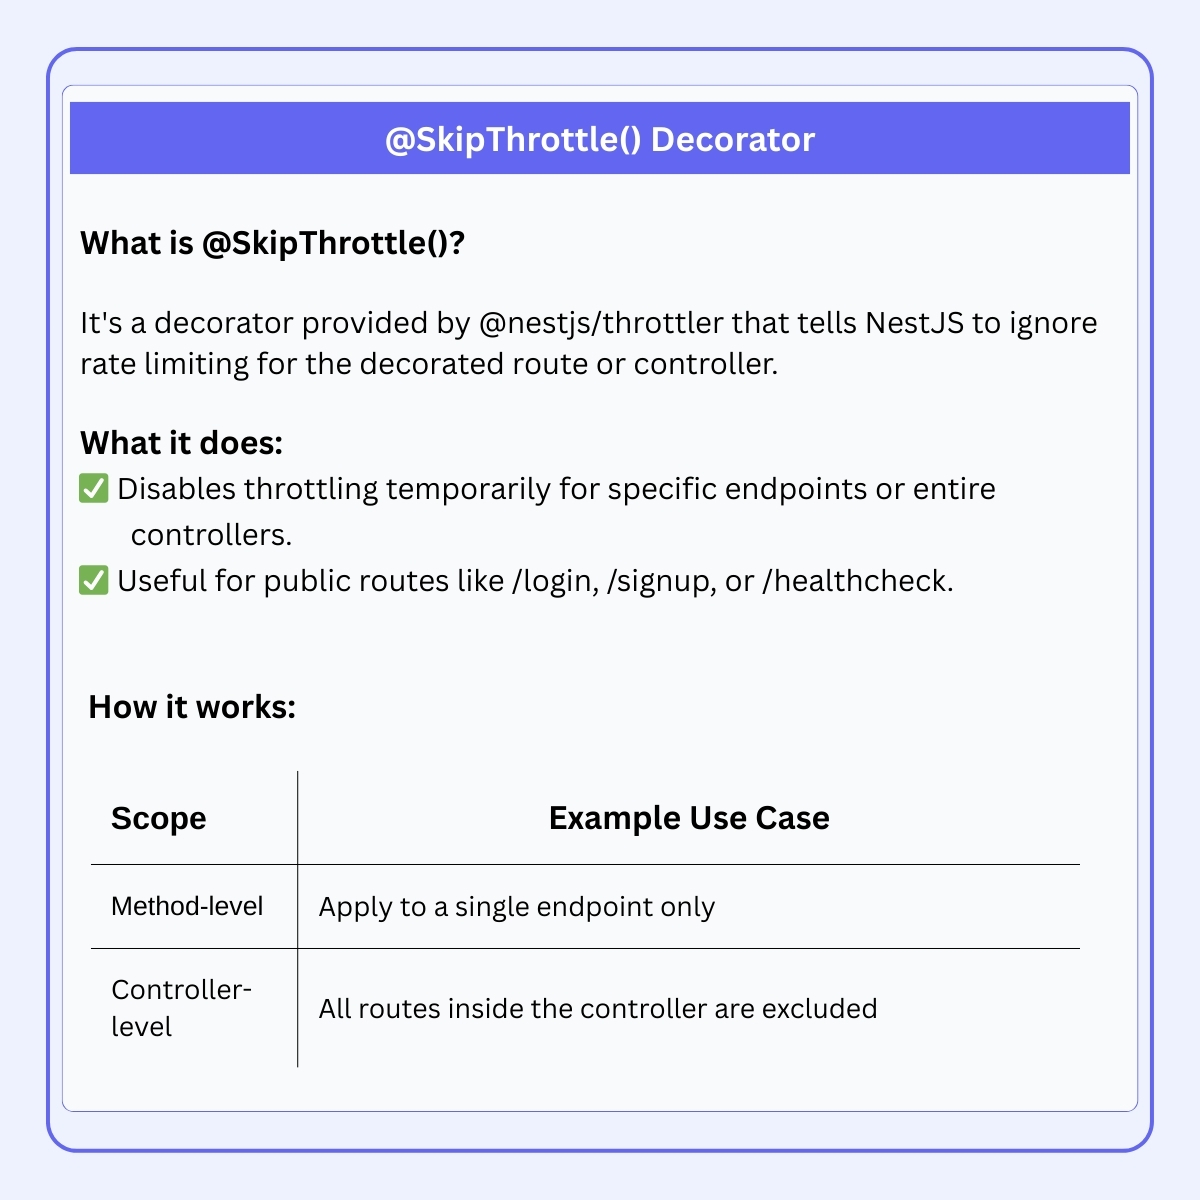 @SkipThrottle() Decorator
What is @SkipThrottle()?
It's a decorator provided by @nestjs/throttler that tells NestJS to ignore
rate limiting for the decorated route or controller.
What it does:
✅ Disables throttling temporarily for specific endpoints or entire
controllers.
✅ Useful for public routes like /login, /signup, or /healthcheck.
How it works:
Scope
Example Use Case
Method-level
Apply to a single endpoint only
Controller-
level
All routes inside the controller are excluded